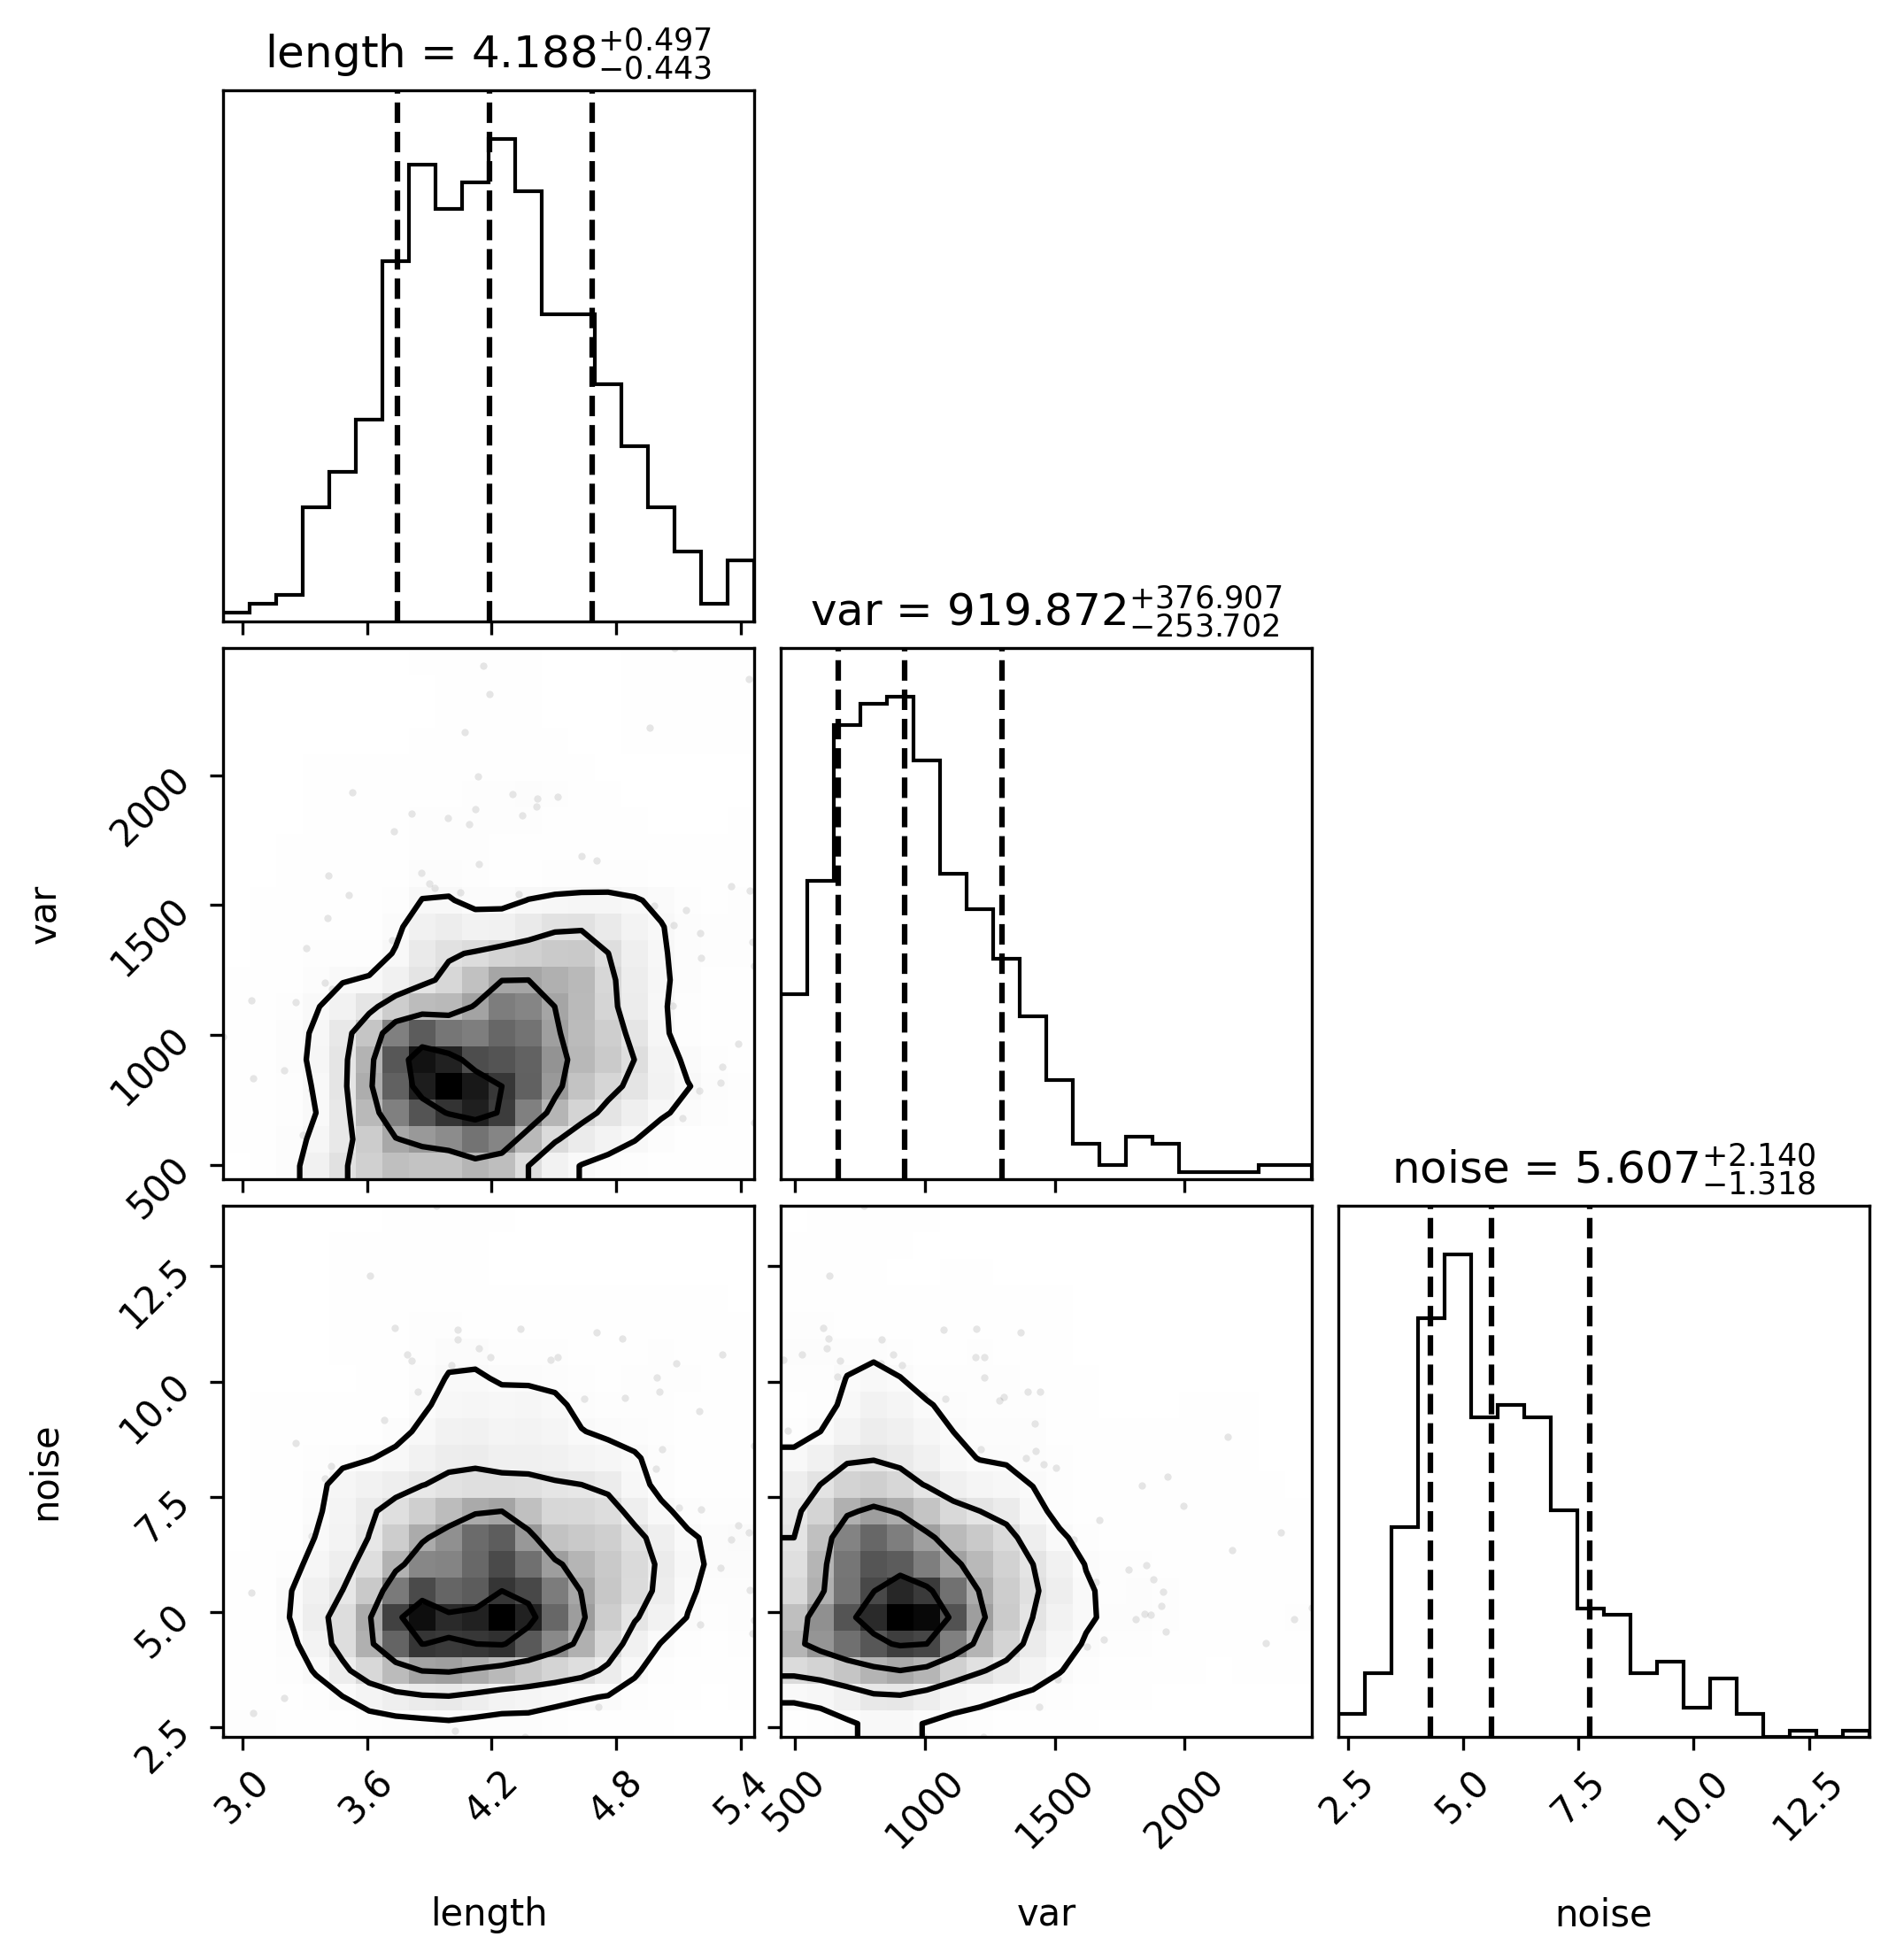 length = 4.188 +0.497 −0.443
var = 919.872 +376.907 −253.702
2000
1500
1000
500
var
noise = 5.607 +2.140 −1.318
12.5
10.0
7.5
5.0
2.5
noise
3.0 3.6 4.2 4.8 5.4 500 1000 1500 2000 2.5 5.0 7.5 10.0 12.5
length var noise